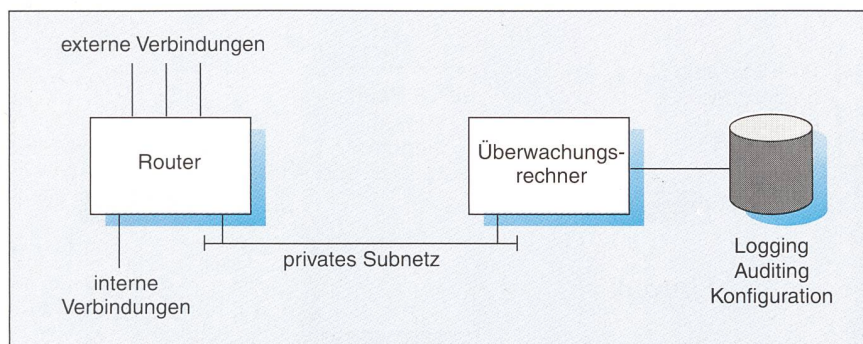 externe Verbindungen
Router
Überwachungs-
rechner
privates Subnetz
interne
Verbindungen
Logging
Auditing
Konfiguration